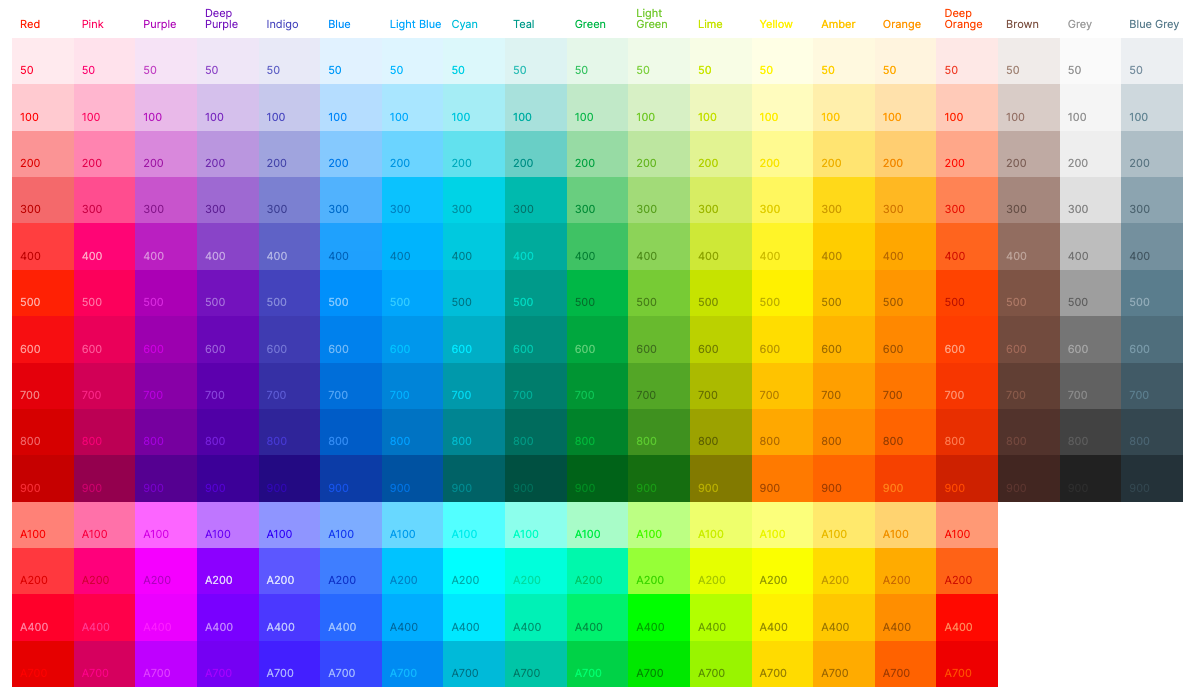 Red Pink Purple Deep Purple Indigo Blue Light Blue Cyan Teal Green Light Green Lime Yellow Amber Orange Deep Orange Brown Grey Blue Grey
50 50 50 50 50 50 50 50 50 50 50 50 50 50 50 50 50 50 50
100 100 100 100 100 100 100 100 100 100 100 100 100 100 100 100 100 100 100
200 200 200 200 200 200 200 200 200 200 200 200 200 200 200 200 200 200 200
300 300 300 300 300 300 300 300 300 300 300 300 300 300 300 300 300 300 300
400 400 400 400 400 400 400 400 400 400 400 400 400 400 400 400 400 400 400
500 500 500 500 500 500 500 500 500 500 500 500 500 500 500 500 500 500 500
600 600 600 600 600 600 600 600 600 600 600 600 600 600 600 600 600 600 600
700 700 700 700 700 700 700 700 700 700 700 700 700 700 700 700 700 700 700
800 800 800 800 800 800 800 800 800 800 800 800 800 800 800 800 800 800 800
900 900 900 900 900 900 900 900 900 900 900 900 900 900 900 900 900 900 900
A100 A100 A100 A100 A100 A100 A100 A100 A100 A100 A100 A100 A100 A100 A100 A100
A200 A200 A200 A200 A200 A200 A200 A200 A200 A200 A200 A200 A200 A200 A200 A200
A400 A400 A400 A400 A400 A400 A400 A400 A400 A400 A400 A400 A400 A400 A400 A400
A700 A700 A700 A700 A700 A700 A700 A700 A700 A700 A700 A700 A700 A700 A700 A700